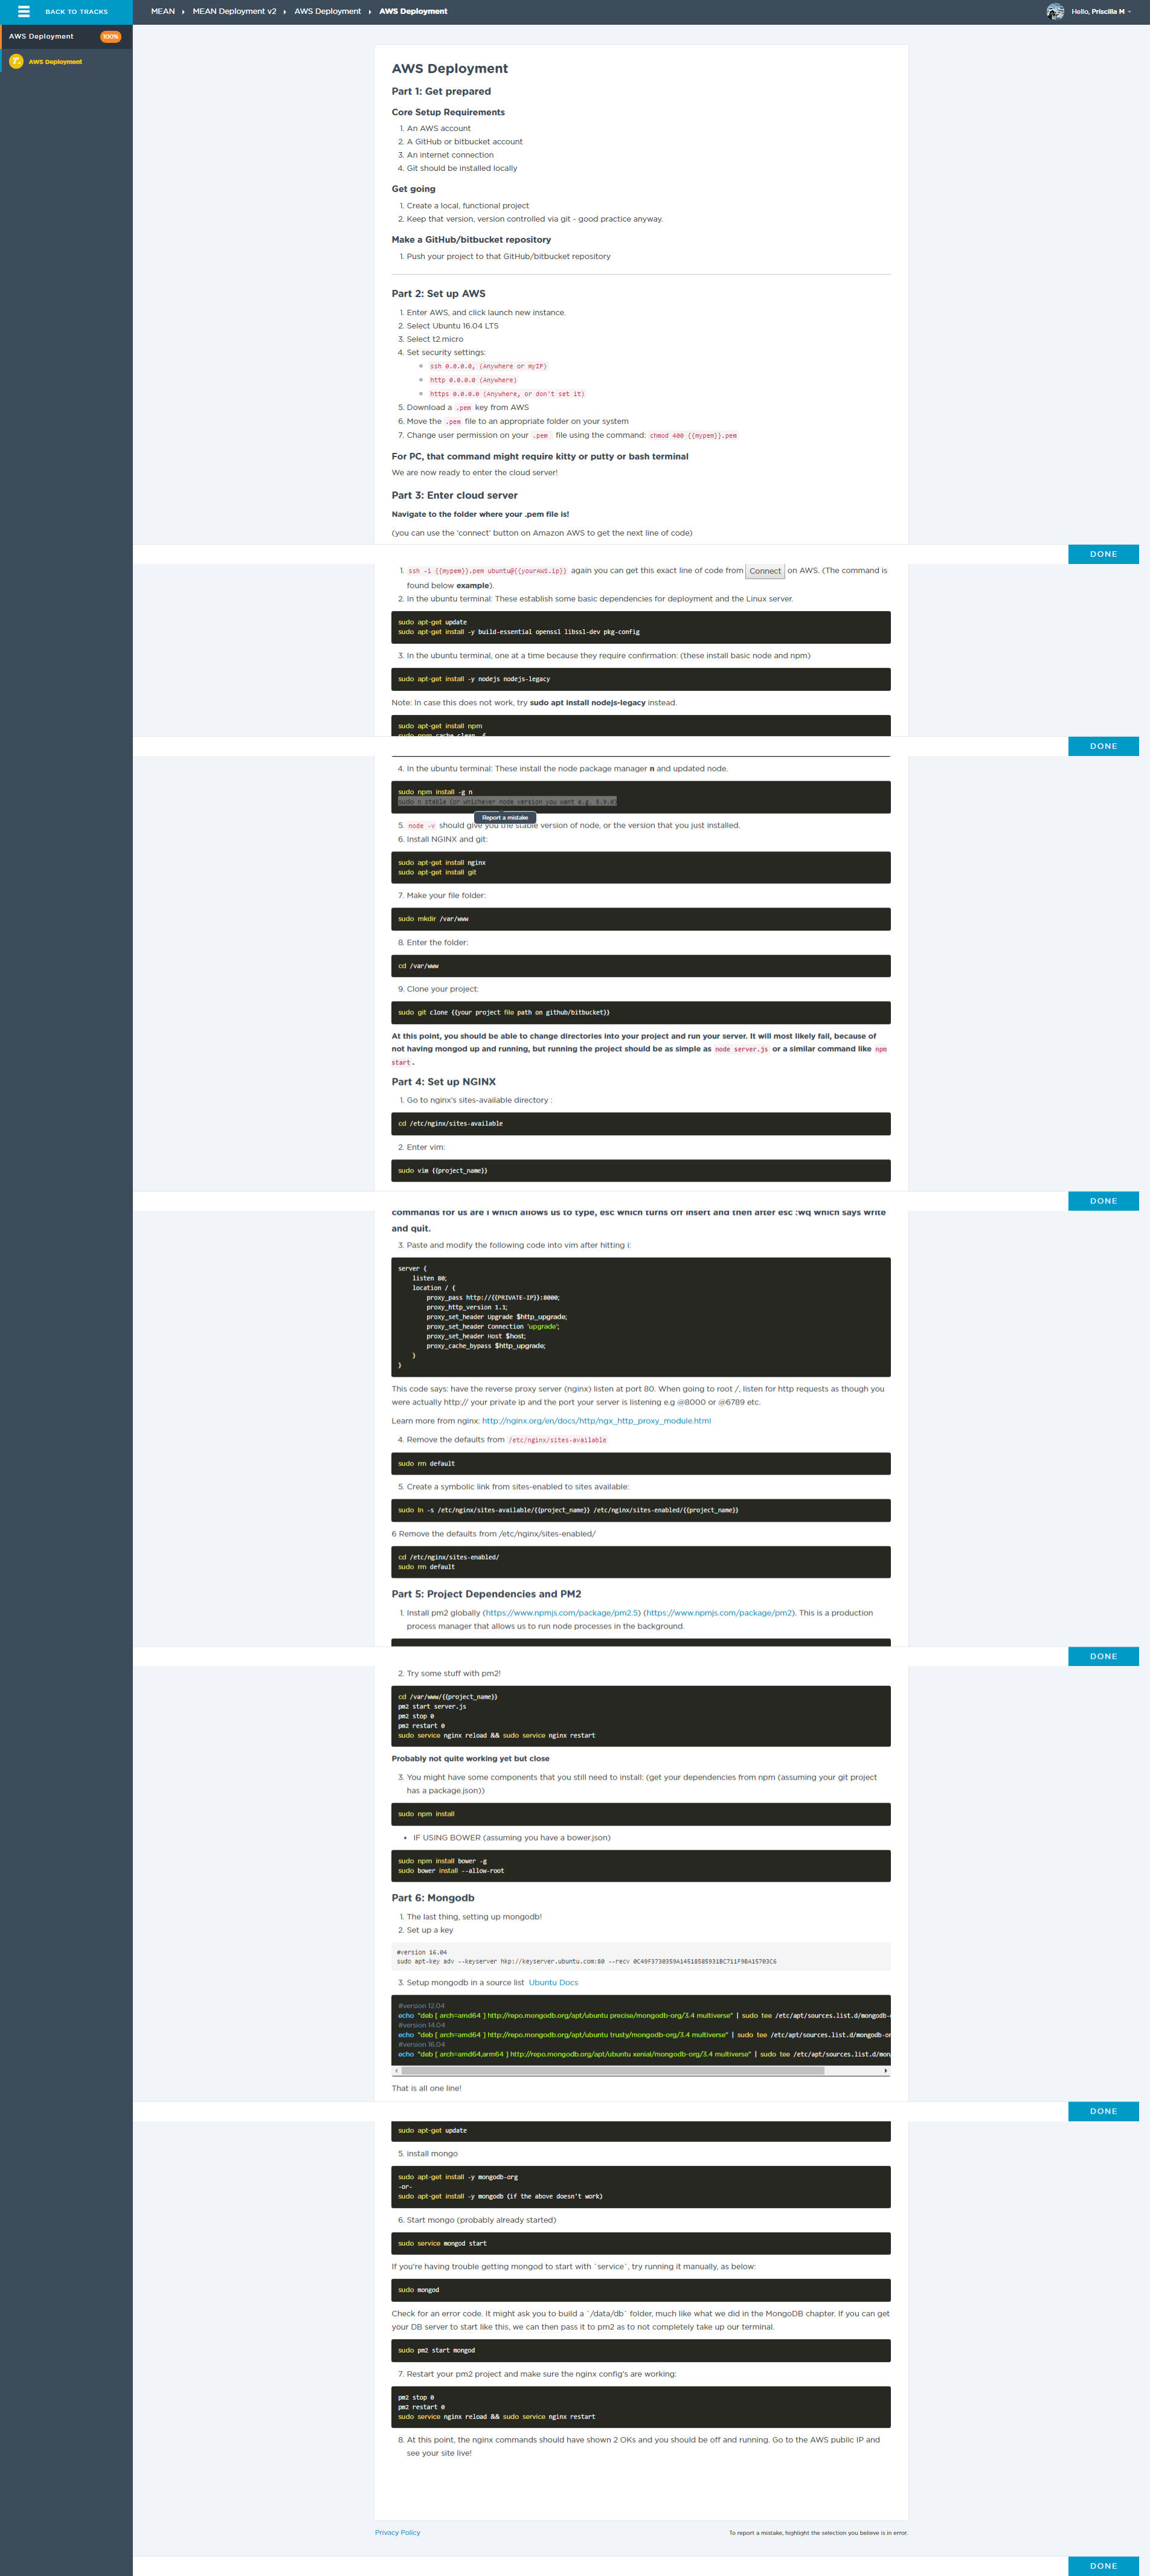 BACK TO TRACKS
MEAN MEAN Deployment v2 AWS Deployment AWS Deployment
Hello, Priscilla M
AWS Deployment 100%
AWS Deployment
AWS Deployment
Part 1: Get prepared
Core Setup Requirements
1. An AWS account
2. A GitHub or bitbucket account
3. An internet connection
4. Git should be installed locally
Get going
1. Create a local, functional project
2. Keep that version, version controlled via git - good practice anyway.
Make a GitHub/bitbucket repository
1. Push your project to that GitHub/bitbucket repository
Part 2: Set up AWS
1. Enter AWS, and click launch new instance.
2. Select Ubuntu 16.04 LTS
3. Select t2.micro
4. Set security settings:
ssh 0.0.0.0, (Anywhere or myIP)
http 0.0.0.0 (Anywhere)
https 0.0.0.0 (Anywhere, or don't set it)
5. Download a .pem key from AWS
6. Move the .pem file to an appropriate folder on your system
7. Change user permission on your .pem file using the command: chmod 400 {{mypem}}.pem
For PC, that command might require kitty or putty or bash terminal
We are now ready to enter the cloud server!
Part 3: Enter cloud server
Navigate to the folder where your .pem file is!
(you can use the 'connect' button on Amazon AWS to get the next line of code)
DONE
1. ssh -i {{mypem}}.pem ubuntu@{{yourAWS.ip}} again you can get this exact line of code from Connect on AWS. (The command is
found below example).
2. In the ubuntu terminal: These establish some basic dependencies for deployment and the Linux server.
sudo apt-get update
sudo apt-get install -y build-essential openssl libssl-dev pkg-config
3. In the ubuntu terminal, one at a time because they require confirmation: (these install basic node and npm)
sudo apt-get install -y nodejs nodejs-legacy
Note: In case this does not work, try sudo apt install nodejs-legacy instead.
sudo apt-get install npm
sudo npm cache clean -f
DONE
4. In the ubuntu terminal: These install the node package manager n and updated node.
sudo npm install -g n
sudo n stable (or whichever node version you want e.g. 5.9.0)
Report a mistake
5. node -v should give you the stable version of node, or the version that you just installed.
6. Install NGINX and git:
sudo apt-get install nginx
sudo apt-get install git
7. Make your file folder:
sudo mkdir /var/www
8. Enter the folder:
cd /var/www
9. Clone your project:
sudo git clone {{your project file path on github/bitbucket}}
At this point, you should be able to change directories into your project and run your server. It will most likely fail, because of
not having mongod up and running, but running the project should be as simple as node server.js or a similar command like npm
start .
Part 4: Set up NGINX
1. Go to nginx's sites-available directory :
cd /etc/nginx/sites-available
2. Enter vim:
sudo vim {{project_name}}
DONE
commands for us are i which allows us to type, esc which turns off insert and then after esc :wq which says write
and quit.
3. Paste and modify the following code into vim after hitting i:
server {
listen 80;
location / {
proxy_pass http://{{PRIVATE-IP}}:8000;
proxy_http_version 1.1;
proxy_set_header Upgrade $http_upgrade;
proxy_set_header Connection 'upgrade';
proxy_set_header Host $host;
proxy_cache_bypass $http_upgrade;
}
}
This code says: have the reverse proxy server (nginx) listen at port 80. When going to root /, listen for http requests as though you
were actually http:// your private ip and the port your server is listening e.g @8000 or @6789 etc.
Learn more from nginx: http://nginx.org/en/docs/http/ngx_http_proxy_module.html
4. Remove the defaults from /etc/nginx/sites-available
sudo rm default
5. Create a symbolic link from sites-enabled to sites available:
sudo ln -s /etc/nginx/sites-available/{{project_name}} /etc/nginx/sites-enabled/{{project_name}}
6 Remove the defaults from /etc/nginx/sites-enabled/
cd /etc/nginx/sites-enabled/
sudo rm default
Part 5: Project Dependencies and PM2
1. Install pm2 globally (https://www.npmjs.com/package/pm2.5) (https://www.npmjs.com/package/pm2). This is a production
process manager that allows us to run node processes in the background.
DONE
2. Try some stuff with pm2!
cd /var/www/{{project_name}}
pm2 start server.js
pm2 stop 0
pm2 restart 0
sudo service nginx reload && sudo service nginx restart
Probably not quite working yet but close
3. You might have some components that you still need to install: (get your dependencies from npm (assuming your git project
has a package.json))
sudo npm install
IF USING BOWER (assuming you have a bower.json)
sudo npm install bower -g
sudo bower install --allow-root
Part 6: Mongodb
1. The last thing, setting up mongodb!
2. Set up a key
#version 16.04
sudo apt-key adv --keyserver hkp://keyserver.ubuntu.com:80 --recv 0C49F3730359A14518585931BC711F9BA15703C6
3. Setup mongodb in a source list Ubuntu Docs
#version 12.04
echo "deb [ arch=amd64 ] http://repo.mongodb.org/apt/ubuntu precise/mongodb-org/3.4 multiverse" | sudo tee /etc/apt/sources.list.d/mongodb-
#version 14.04
echo "deb [ arch=amd64 ] http://repo.mongodb.org/apt/ubuntu trusty/mongodb-org/3.4 multiverse" | sudo tee /etc/apt/sources.list.d/mongodb-or
#version 16.04
echo "deb [ arch=amd64,arm64 ] http://repo.mongodb.org/apt/ubuntu xenial/mongodb-org/3.4 multiverse" | sudo tee /etc/apt/sources.list.d/mon
That is all one line!
DONE
sudo apt-get update
5. install mongo
sudo apt-get install -y mongodb-org
-or-
sudo apt-get install -y mongodb (if the above doesn't work)
6. Start mongo (probably already started)
sudo service mongod start
If you're having trouble getting mongod to start with `service`, try running it manually, as below:
sudo mongod
Check for an error code. It might ask you to build a `/data/db` folder, much like what we did in the MongoDB chapter. If you can get
your DB server to start like this, we can then pass it to pm2 as to not completely take up our terminal.
sudo pm2 start mongod
7. Restart your pm2 project and make sure the nginx config's are working:
pm2 stop 0
pm2 restart 0
sudo service nginx reload && sudo service nginx restart
8. At this point, the nginx commands should have shown 2 OKs and you should be off and running. Go to the AWS public IP and
see your site live!
Privacy Policy
To report a mistake, highlight the selection you believe is in error.
DONE